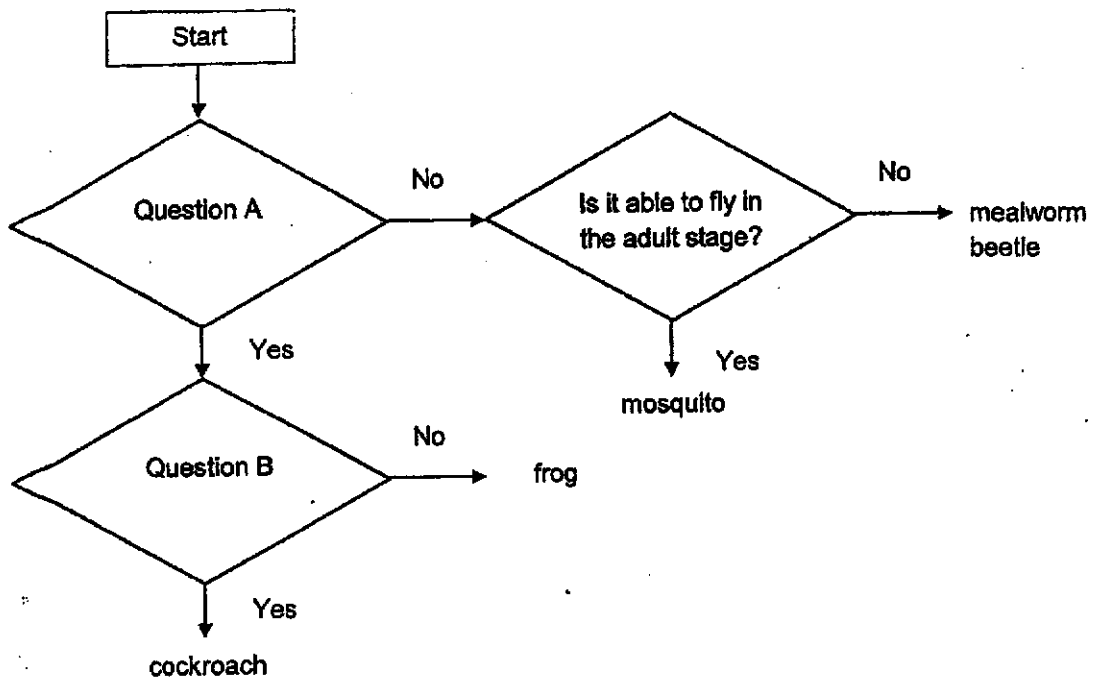 Start
Question A
No
Is it able to fly in
the adult stage?
No
mealworm
beetle
Yes
Yes
mosquito
Question B
No
frog
Yes
cockroach